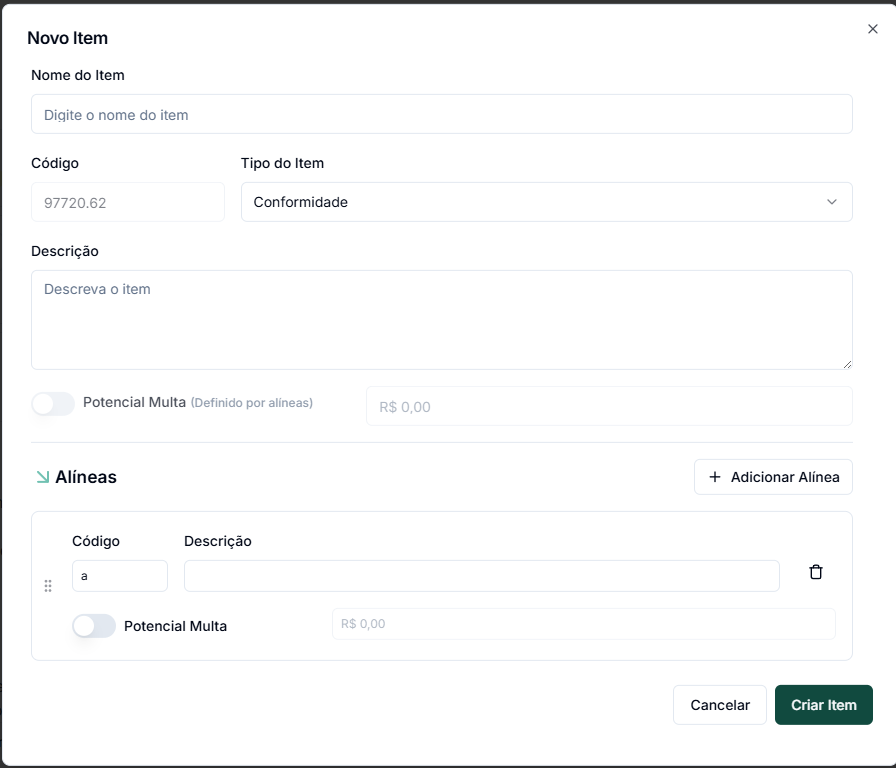 Novo Item
Nome do Item
Digite o nome do item
Código
Tipo do Item
97720.62
Conformidade
Descrição
Descreva o item
Potencial Multa (Definido por alíneas)
R$ 0,00
Alíneas
Adicionar Alínea
Código
Descrição
a
Potencial Multa
R$ 0,00
Cancelar
Criar Item